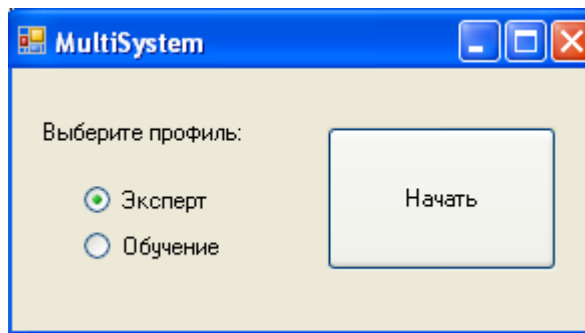 MultiSystem
Выберите профиль:
Эксперт
Обучение
Начать